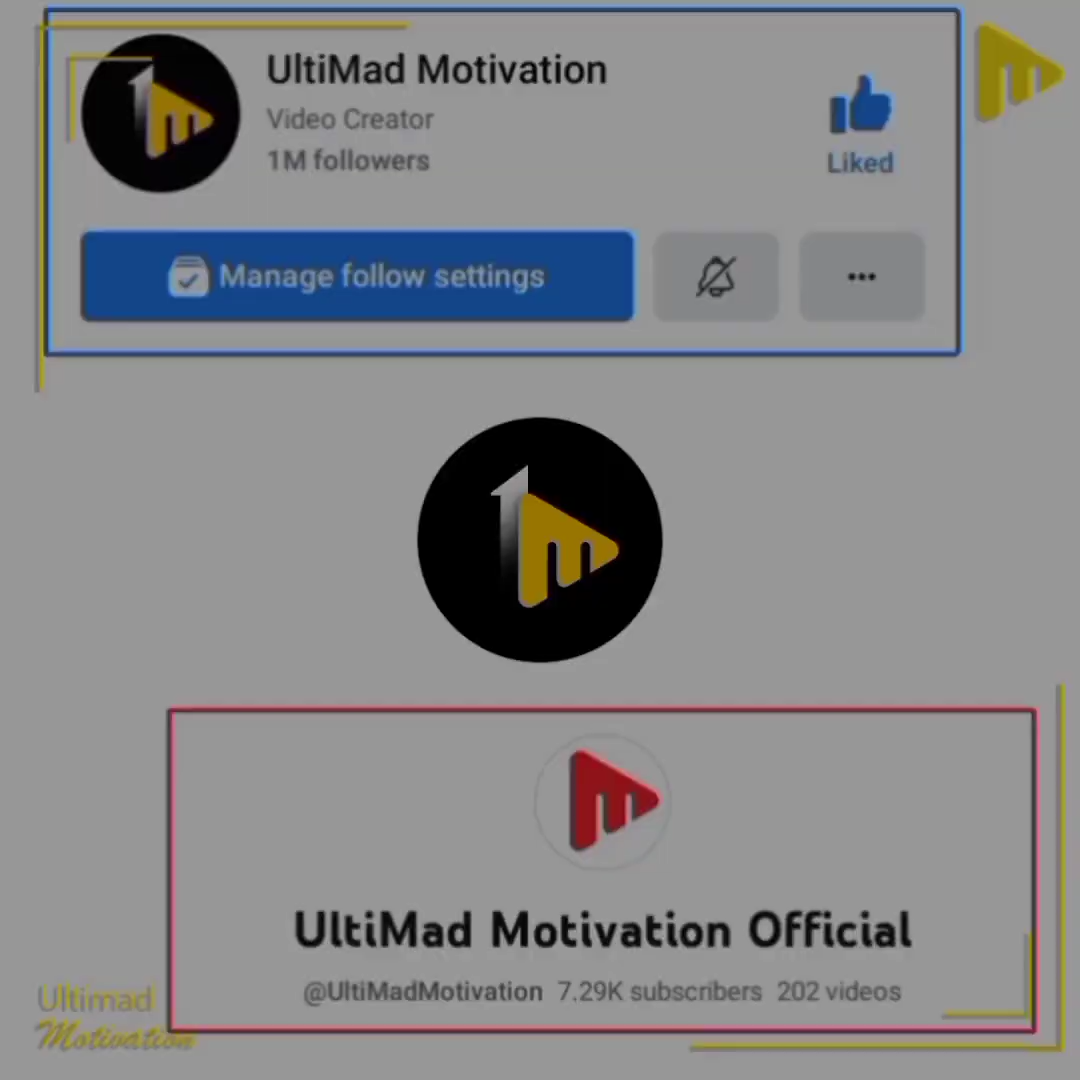 UltiMad Motivation
Video Creator
1M followers
Liked
Manage follow settings
UltiMad Motivation Official
@UltiMadMotivation 7.29K subscribers 202 videos
Ultimad
Motivation